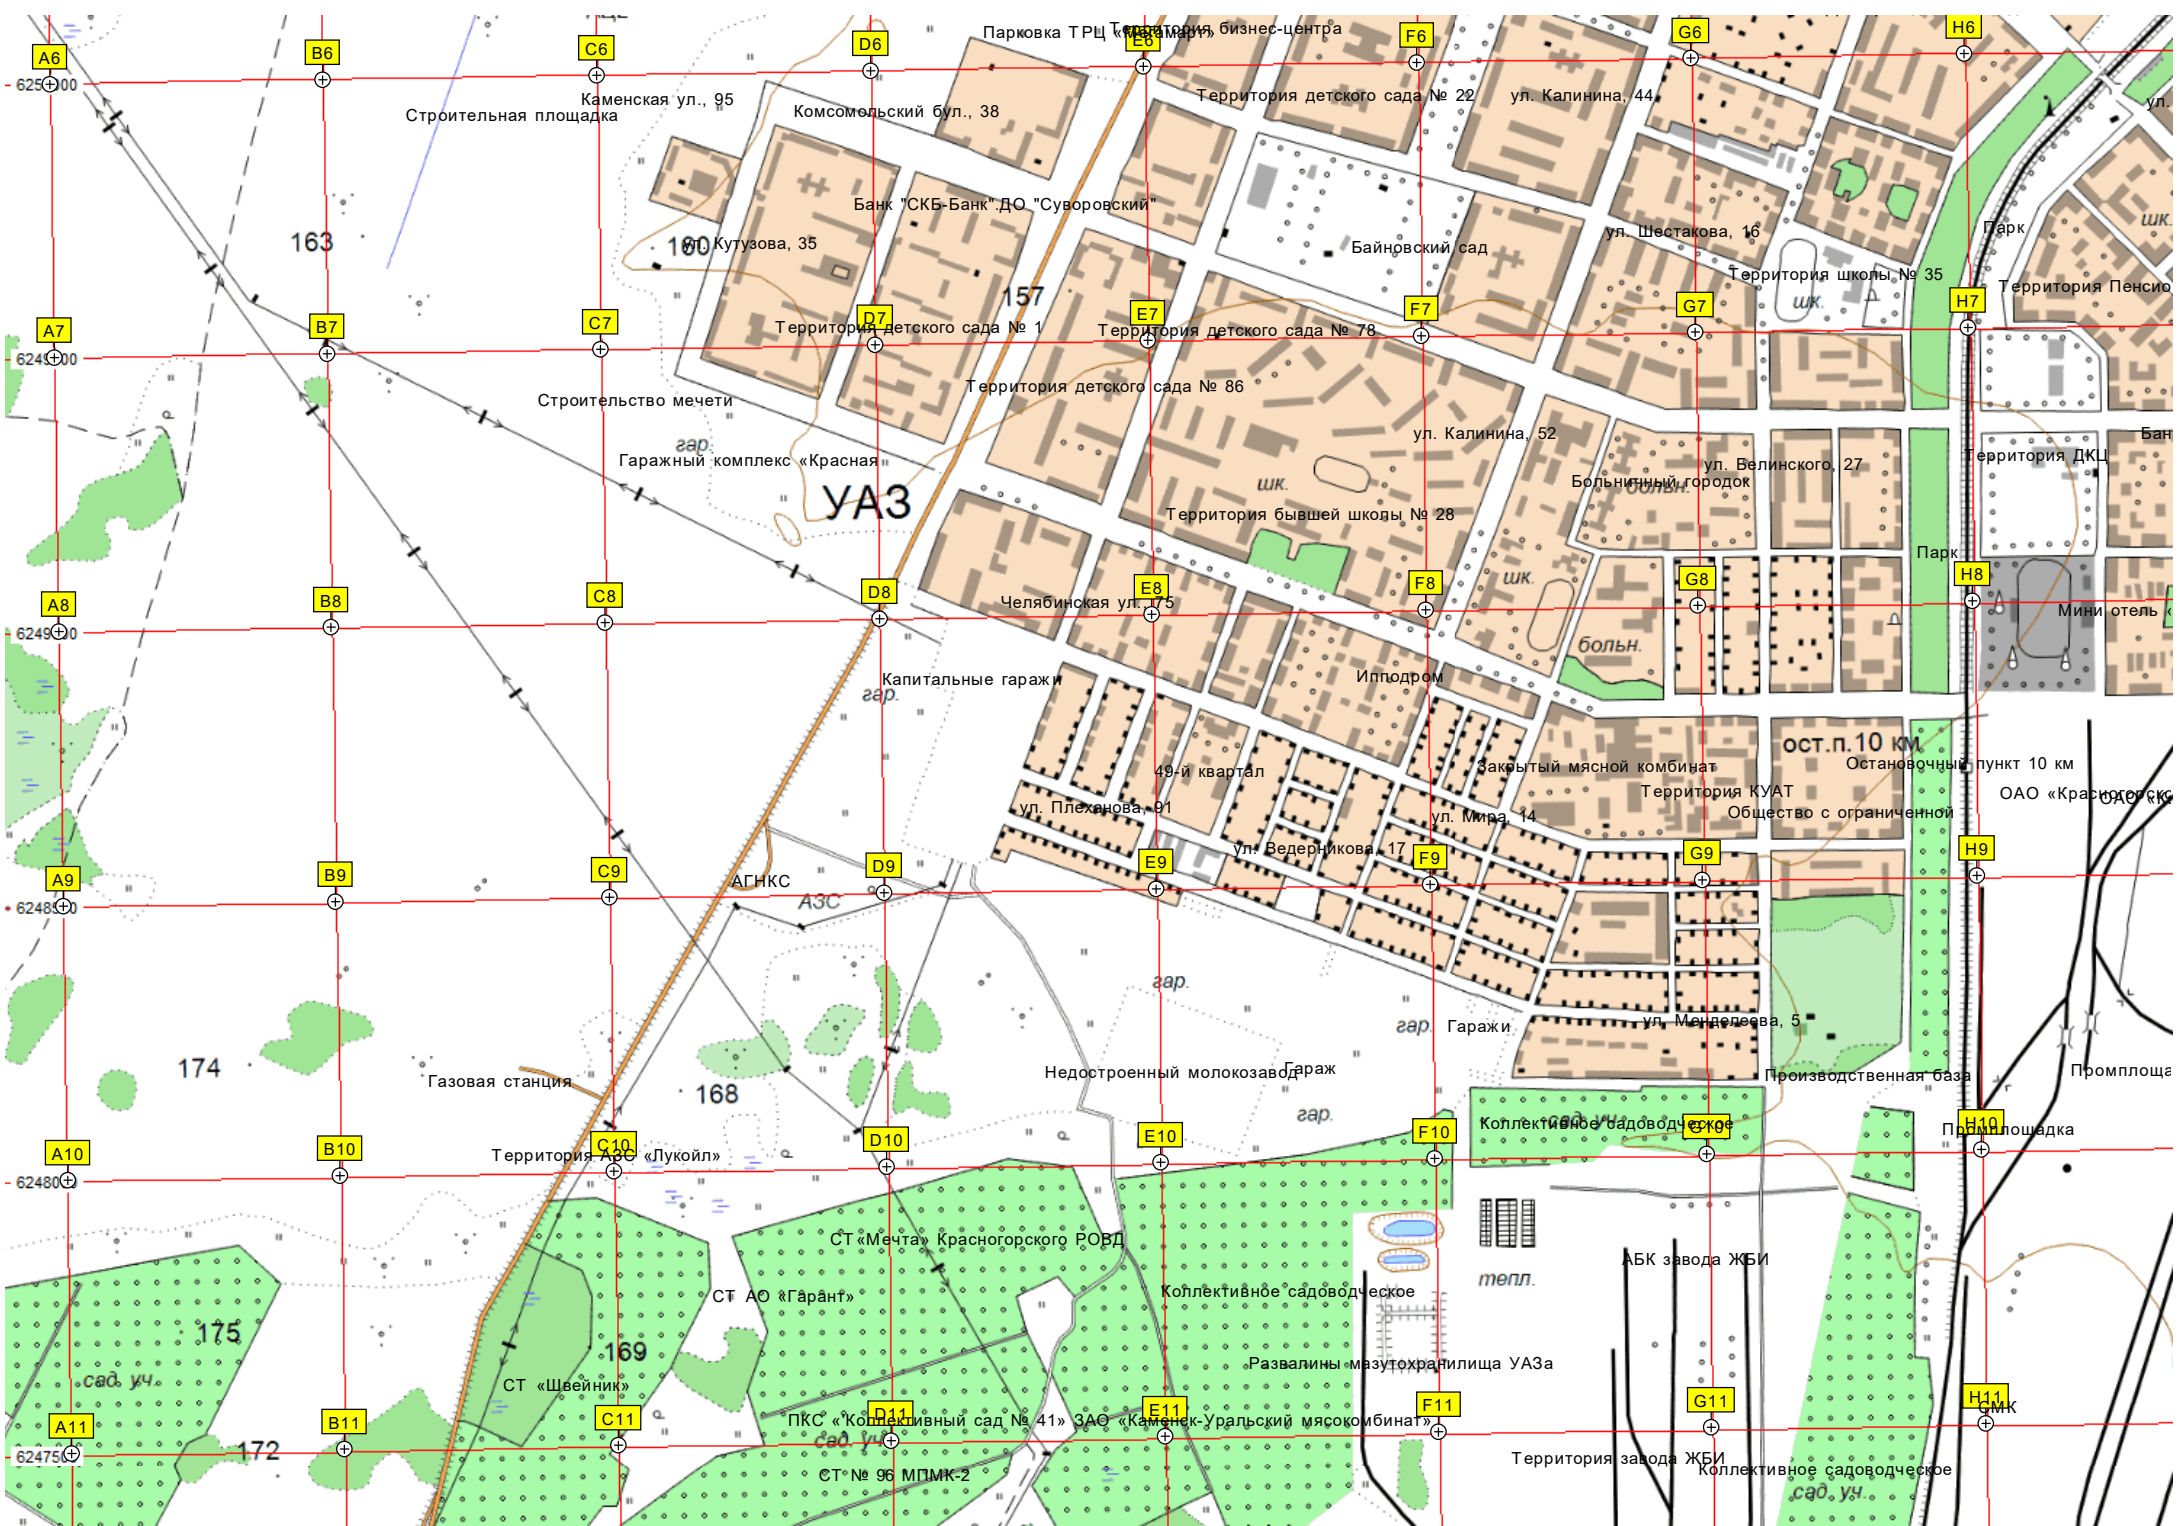 Парковка ТРЦ «Мегамарт»
Территория бизнес-центра
A6
B6
C6
D6
E6
F6
G6
H6
Каменская ул., 95
Строительная площадка
Комсомольский бул., 38
Территория детского сада № 22
ул. Калинина, 44
ул.
Банк "СКБ-Банк".ДО "Суворовский"
163
180
ул. Кутузова, 35
Байновский сад
ул. Шестакова, 16
Парк
шк.
157
Территория школы № 35
шк.
Территория Пенсио
A7
B7
C7
D7
E7
F7
G7
H7
Территория детского сада № 1
Территория детского сада № 78
Территория детского сада № 86
Строительство мечети
гар.
Гаражный комплекс «Красная
ул. Калинина, 52
Бан
Территория ДКЦ
ул. Белинского, 27
Больничный городок
больн.
шк.
УАЗ
Территория бывшей школы № 28
Парк
шк.
A8
B8
C8
D8
E8
F8
G8
H8
Челябинская ул., 75
Мини отель «
больн.
Капитальные гаражи
гар.
Ипподром
ост.п.10 км
Остановочный пункт 10 км
49-й квартал
Закрытый мясной комбинат
Территория КУАТ
ОАО «Красногорско
ОАО «К
ул. Плеханова, 91
ул. Мира, 14
Общество с ограниченной
ул. Ведерникова, 17
A9
B9
C9
D9
E9
F9
G9
H9
АГНКС
АЗС
гар.
гар.
Гаражи
ул. Менделеева, 5
174
Газовая станция
168
Недостроенный молокозавод
Гараж
Производственная база
Промплоща
гар.
сад. уч.
Коллективное садоводческое
A10
B10
C10
D10
E10
F10
G10
H10
Промплощадка
Территория АЗС «Лукойл»
СТ«Мечта» Красногорского РОВД
АБК завода ЖБИ
тепл.
СТ АО «Гарант»
Коллективное садоводческое
175
169
Развалины мазутохранилища УАЗа
сад. уч.
СТ «Швейник»
A11
B11
C11
D11
E11
F11
G11
H11
СМК
ПКС «Коллективный сад № 41» ЗАО «Каменск-Уральский мясокомбинат»
сад. уч.
172
СТ № 96 МПМК-2
Территория завода ЖБИ
Коллективное садоводческое
сад. уч.